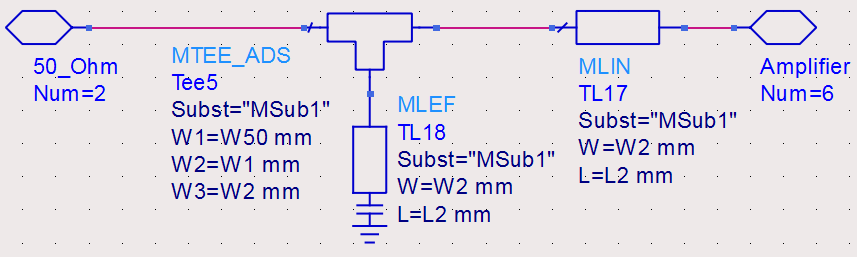 50_Ohm
Num=2
MTEE_ADS
Tee5
Subst="MSub1"
W1=W50 mm
W2=W1 mm
W3=W2 mm
MLEF
TL18
Subst="MSub1"
W=W2 mm
L=L2 mm
MLIN
TL17
Subst="MSub1"
W=W2 mm
L=L2 mm
Amplifier
Num=6